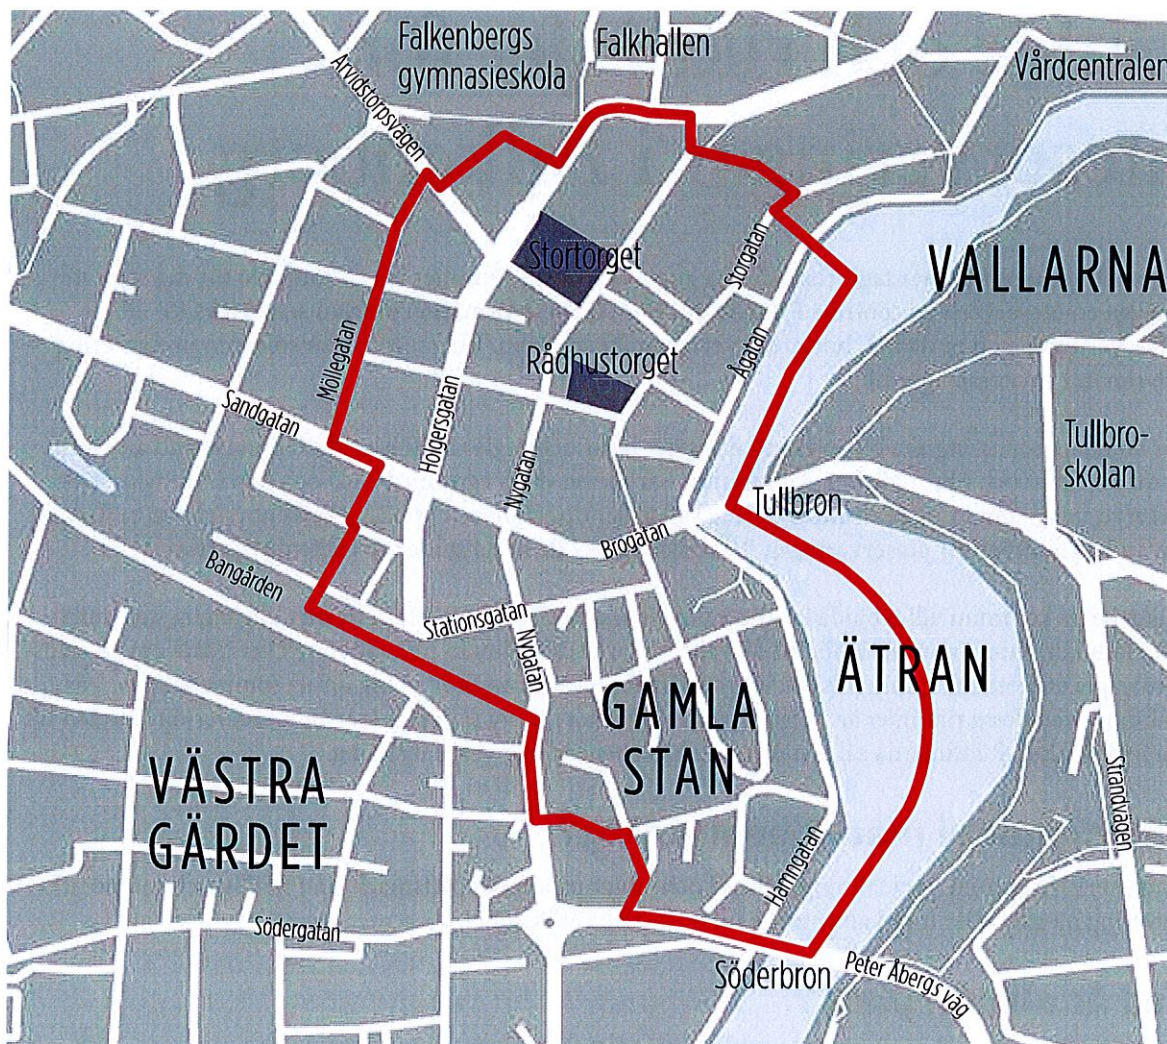 Falkenbergs
gymnasieskola
Falkhallen
Vårdcentralen
Arvidstorpsvägen
Stortorget
Storgatan
VALLARNA
Möllegatan
Rådhustorget
Ågatan
Sandgatan
Holgersgatan
Nygatan
Tullbro-
skolan
Tullbron
Brogatan
Bangården
Stationsgatan
Nygatan
ÄTRAN
GAMLA
STAN
VÄSTRA
GÄRDET
Strandvägen
Hamngatan
Södergatan
Söderbron
Peter Åbergs väg